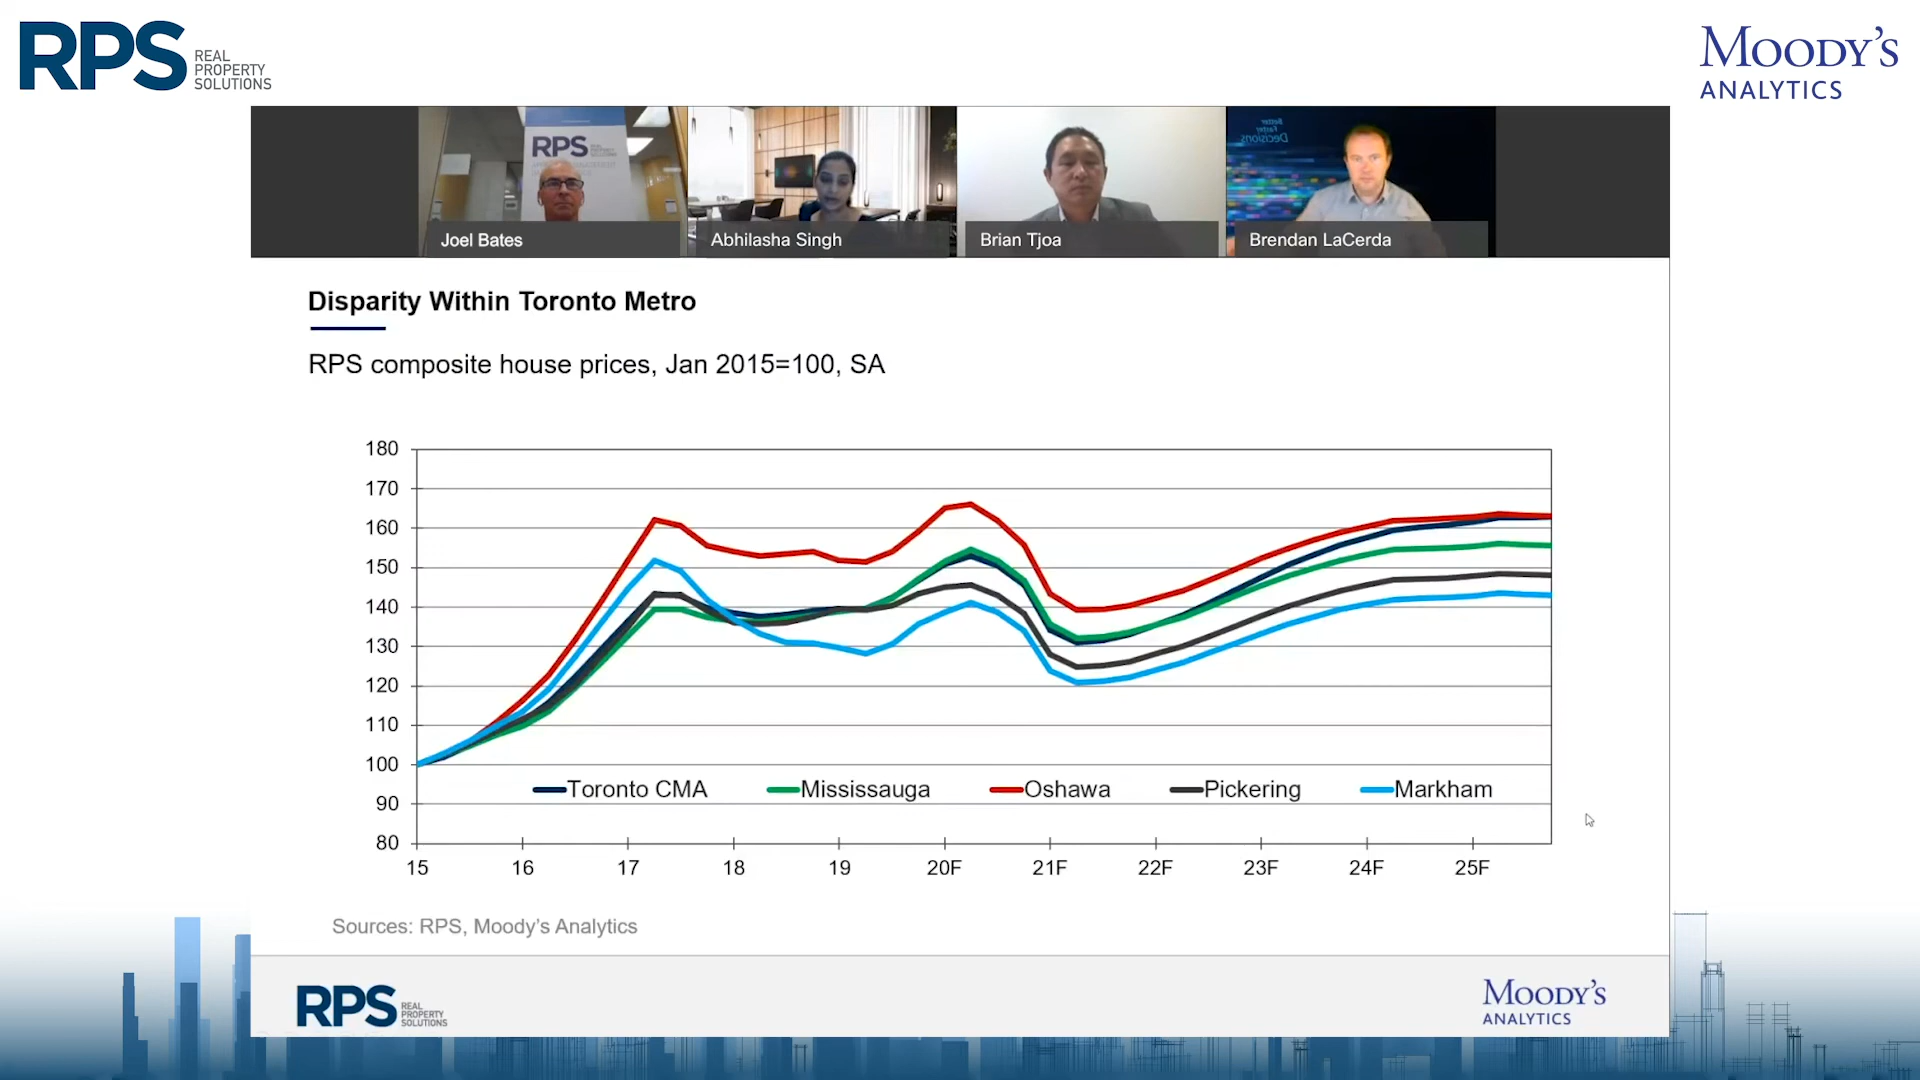 RPS REAL
PROPERTY
SOLUTIONS
MOODY'S
ANALYTICS
RPS
Better
Faster
Decisions
Joel Bates
Abhilasha Singh
Brian Tjoa
Brendan LaCerda
Disparity Within Toronto Metro
RPS composite house prices, Jan 2015=100, SA
180
170
160
150
140
130
120
110
100
90
80
Toronto CMA Mississauga Oshawa Pickering Markham
15 16 17 18 19 20F 21F 22F 23F 24F 25F
Sources: RPS, Moody's Analytics
RPS REAL
PROPERTY
SOLUTIONS
MOODY'S
ANALYTICS